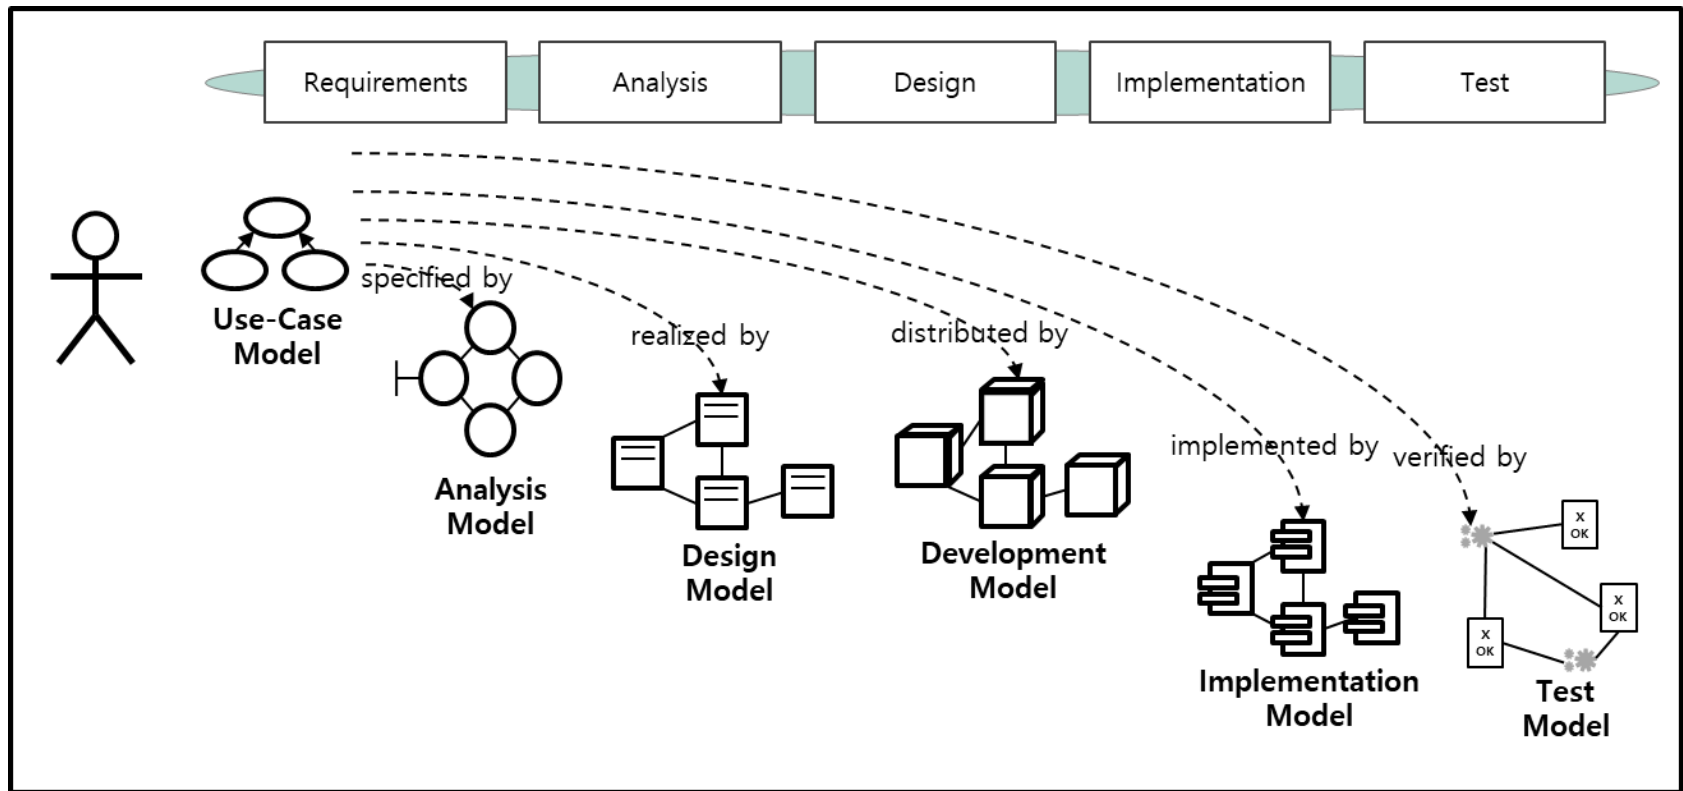 Requirements
Analysis
Design
Implementation
Test
specified by
Use-Case
Model
realized by
distributed by
implemented by
verified by
Analysis
Model
Design
Model
Development
Model
Implementation
Model
X
OK
X
OK
X
OK
Test
Model